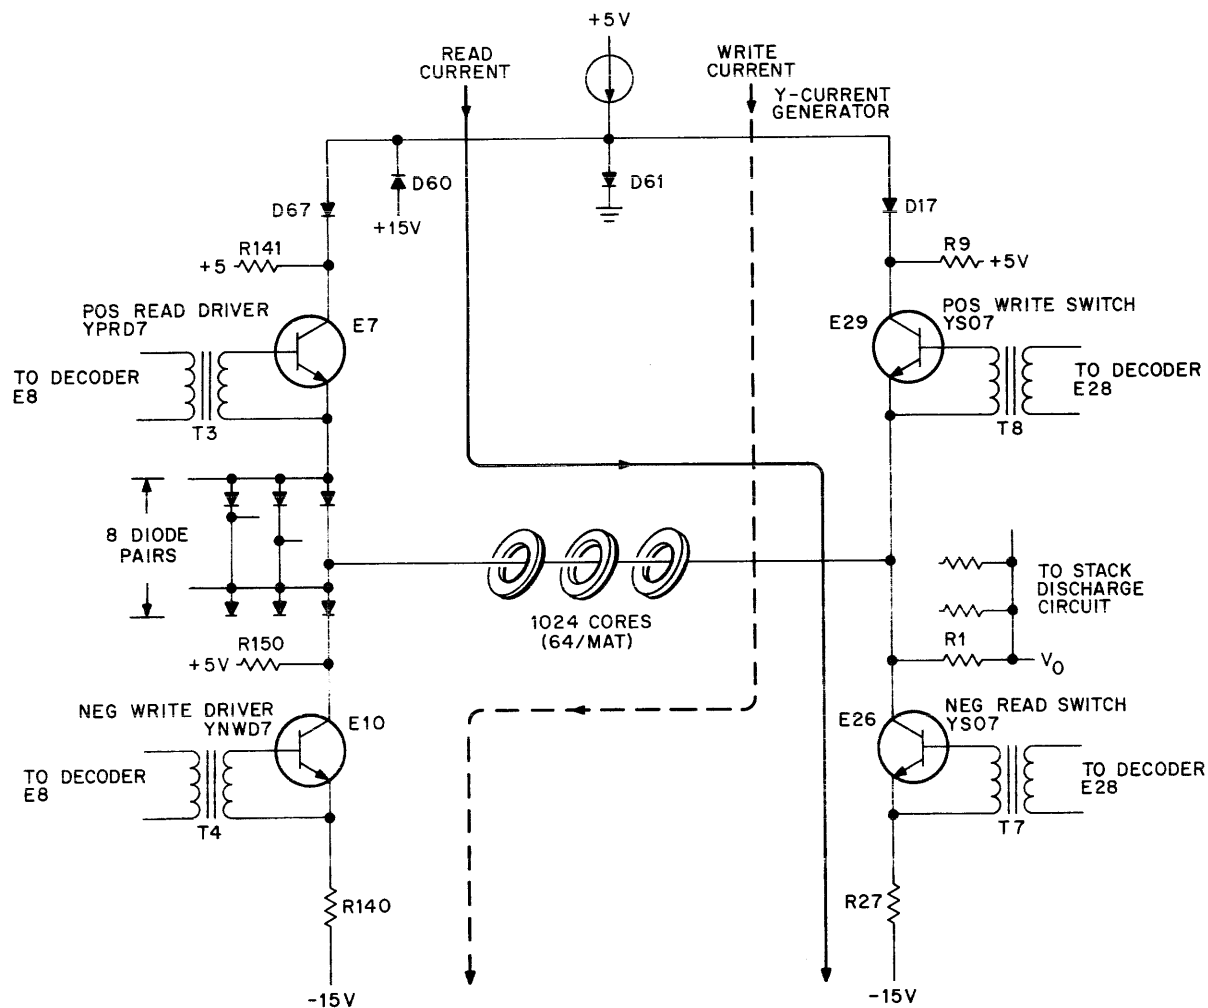 +5V
READ
CURRENT
WRITE
CURRENT
Y-CURRENT
GENERATOR
D60
+15V
D61
D67
D17
R141
+5
R9
+5V
POS READ DRIVER
YPRD7
E7
E29
POS WRITE SWITCH
YS07
TO DECODER
E8
T3
T8
TO DECODER
E28
8 DIODE
PAIRS
1024 CORES
(64/MAT)
TO STACK
DISCHARGE
CIRCUIT
R150
+5V
R1
V0
NEG WRITE DRIVER
YNWD7
E10
E26
NEG READ SWITCH
YS07
TO DECODER
E8
T4
T7
TO DECODER
E28
R140
R27
-15V
-15V